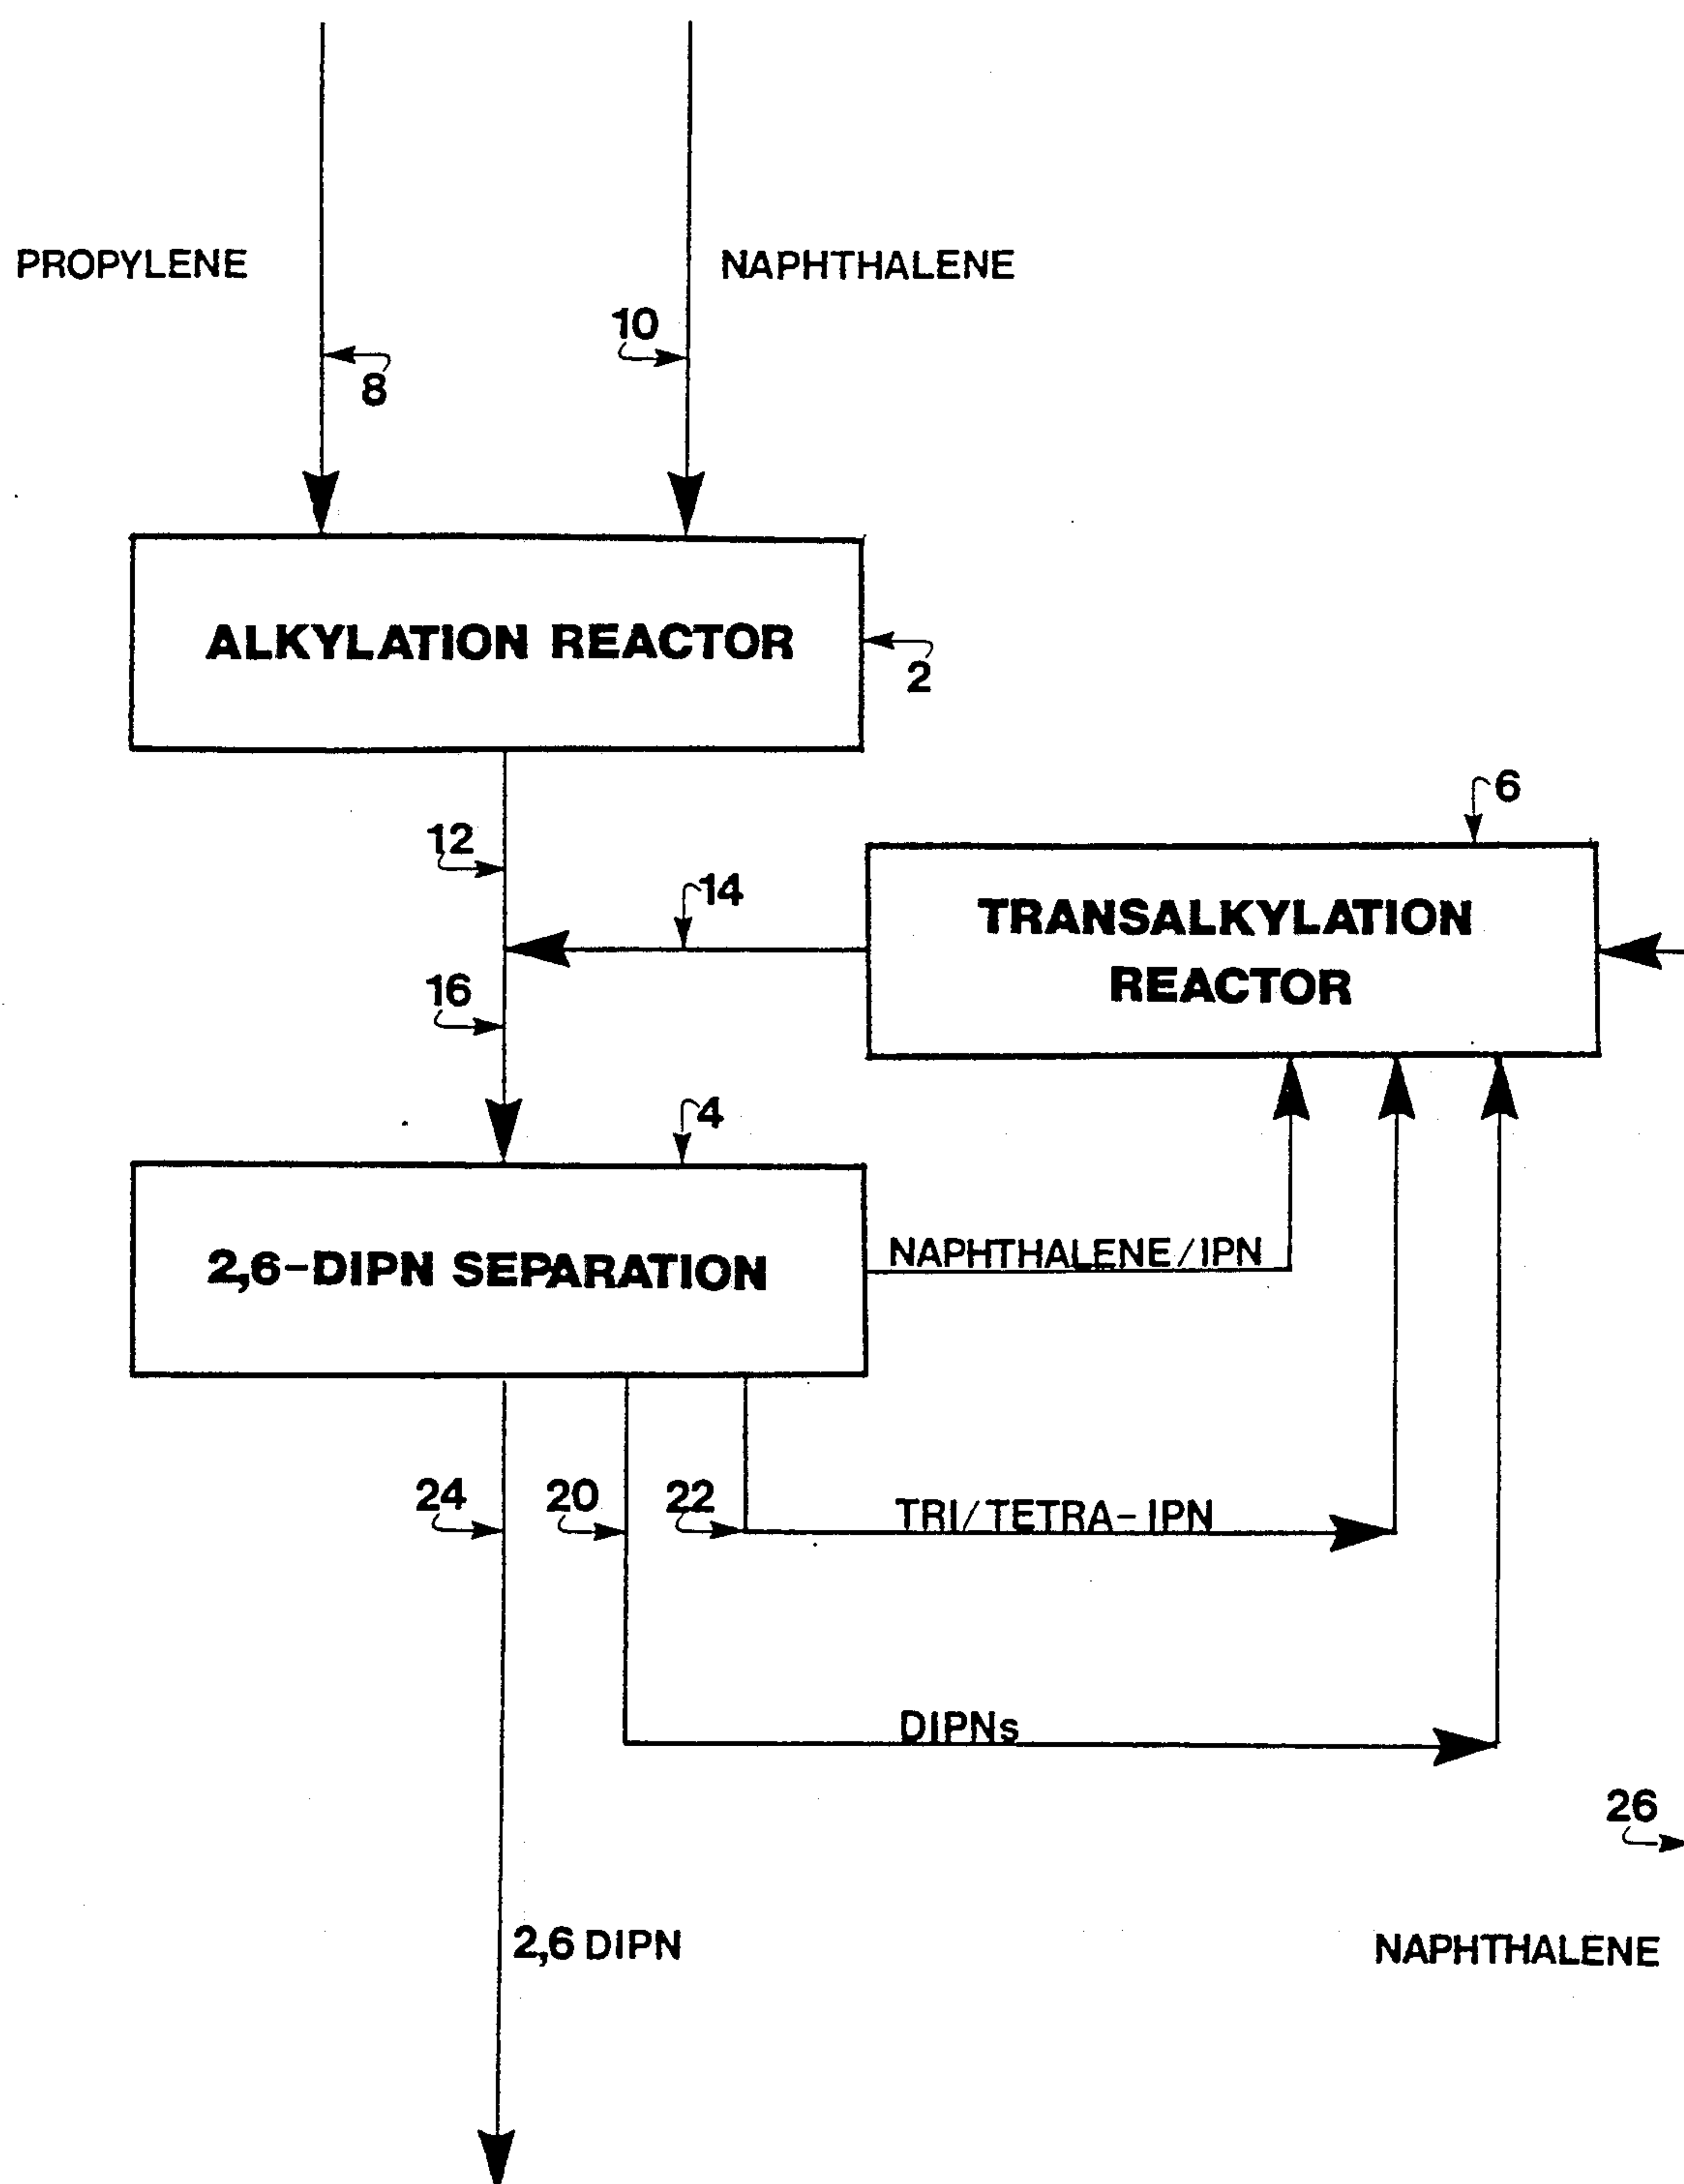 PROPYLENE
NAPHTHALENE
10
8
ALKYLATION REACTOR
2
6
12
14
TRANSALKYLATION
REACTOR
16
4
NAPHTHALENE/IPN
2,6-DIPN SEPARATION
24
20
22
TRI/TETRA-IPN
DIPNs
26
2,6 DIPN
NAPHTHALENE